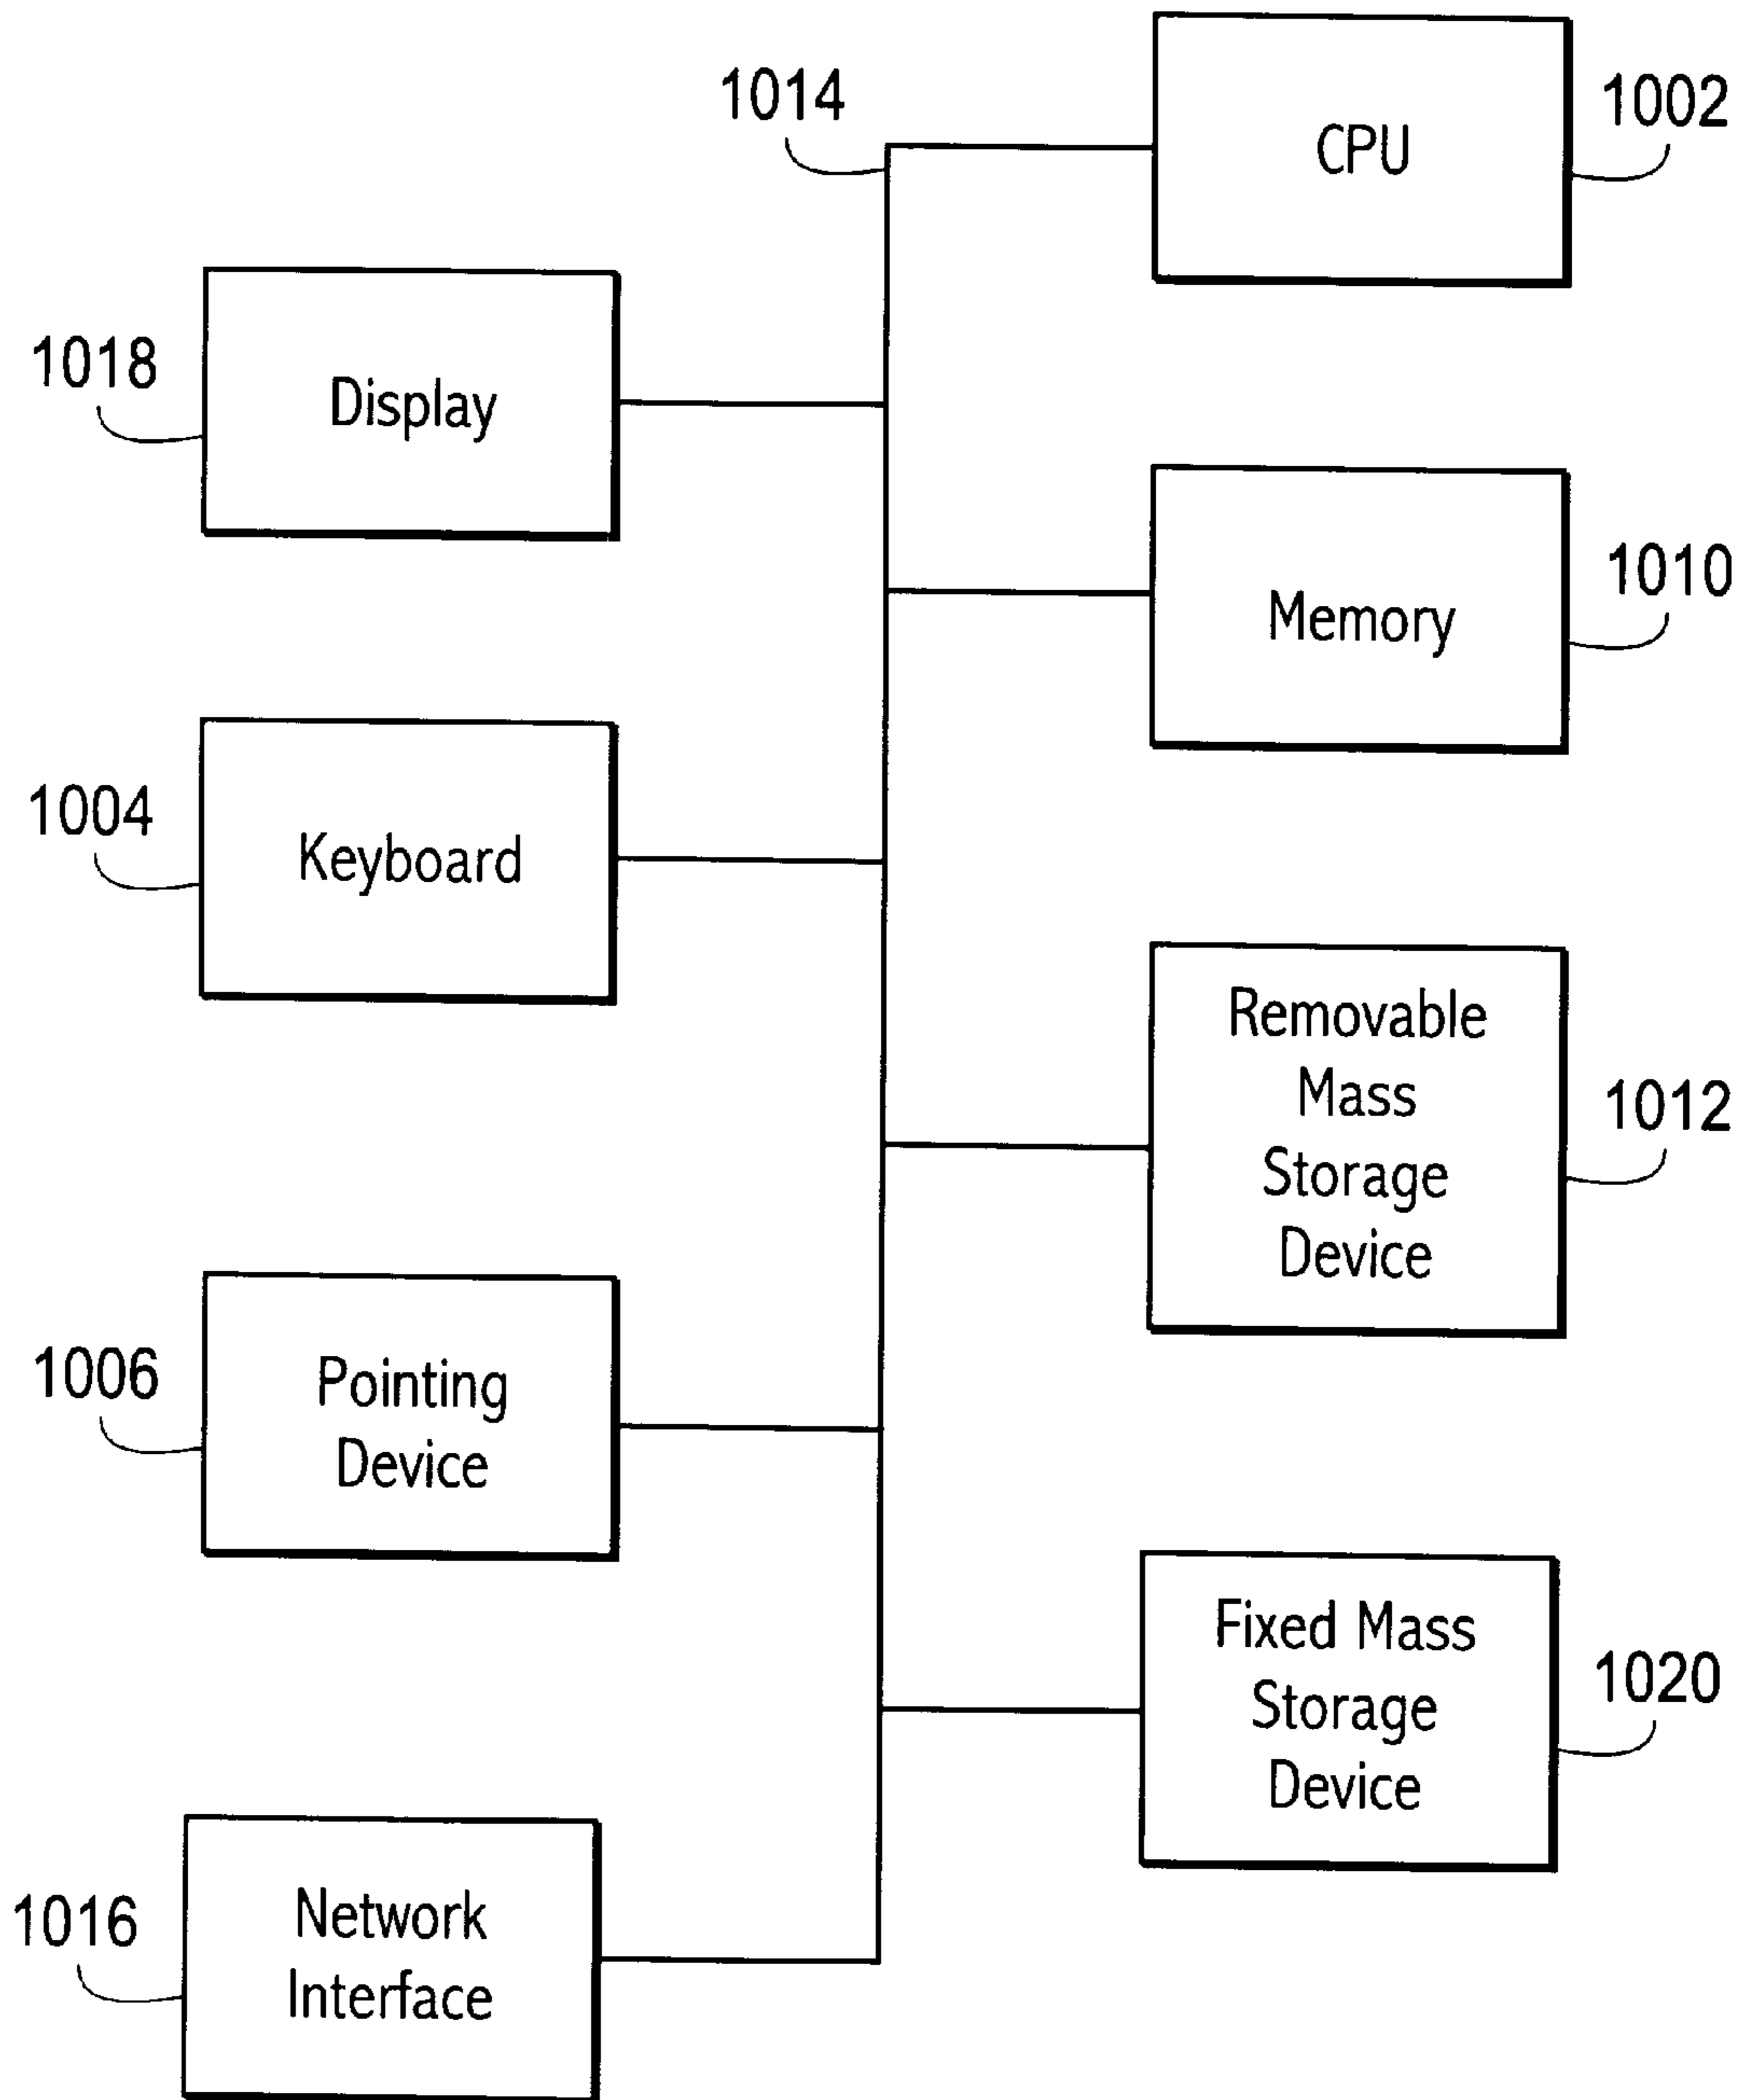 1014
CPU
1002
1018
Display
Memory
1010
1004
Keyboard
Removable
Mass
Storage
Device
1012
1006
Pointing
Device
Fixed Mass
Storage
Device
1020
1016
Network
Interface